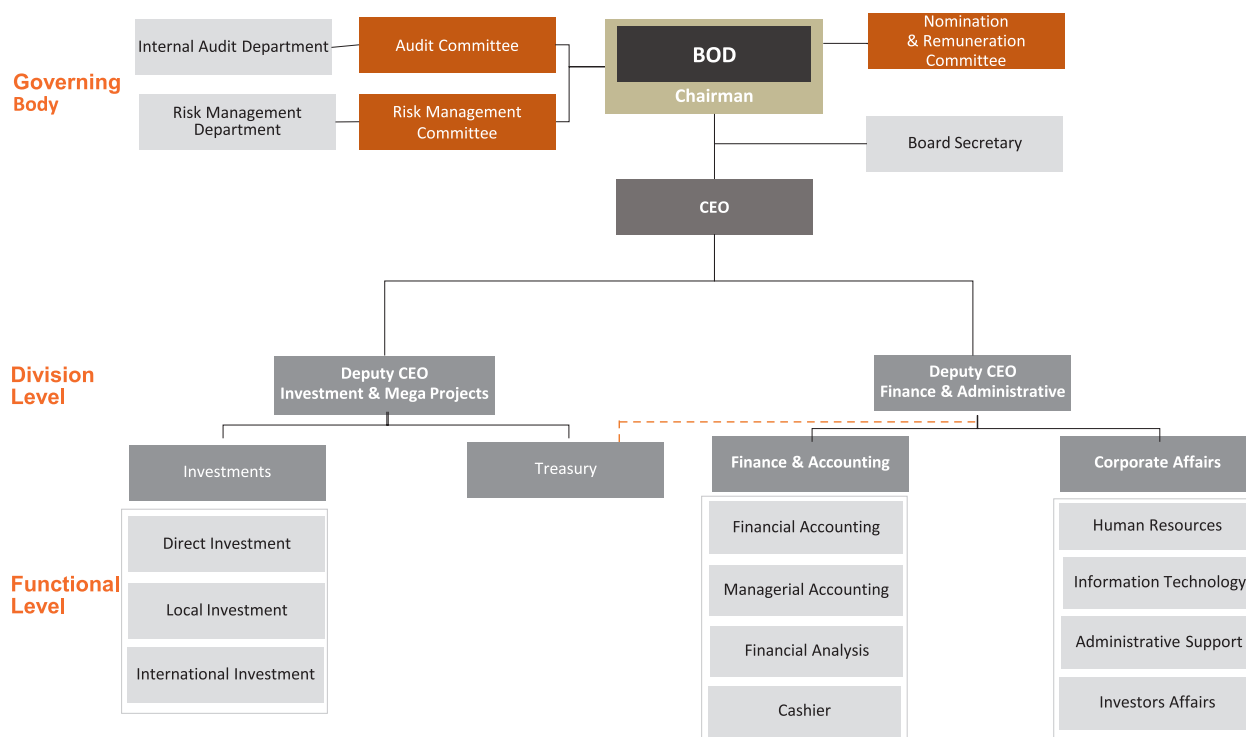 Governing
Body
Internal Audit Department
Audit Committee
BOD
Chairman
Nomination
& Remuneration
Committee
Risk Management
Department
Risk Management
Committee
Board Secretary
CEO
Division
Level
Deputy CEO
Investment & Mega Projects
Deputy CEO
Finance & Administrative
Investments
Treasury
Finance & Accounting
Corporate Affairs
Functional
Level
Direct Investment
Local Investment
International Investment
Financial Accounting
Managerial Accounting
Financial Analysis
Cashier
Human Resources
Information Technology
Administrative Support
Investors Affairs